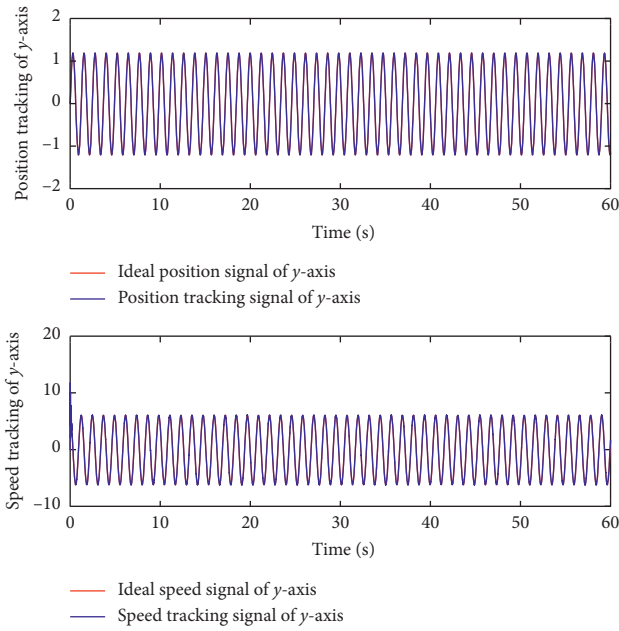 Position tracking of y-axis
2
1
0
−1
−2
0 10 20 30 40 50 60
Time (s)
Ideal position signal of y-axis
Position tracking signal of y-axis
Speed tracking of y-axis
20
10
0
−10
0 10 20 30 40 50 60
Time (s)
Ideal speed signal of y-axis
Speed tracking signal of y-axis